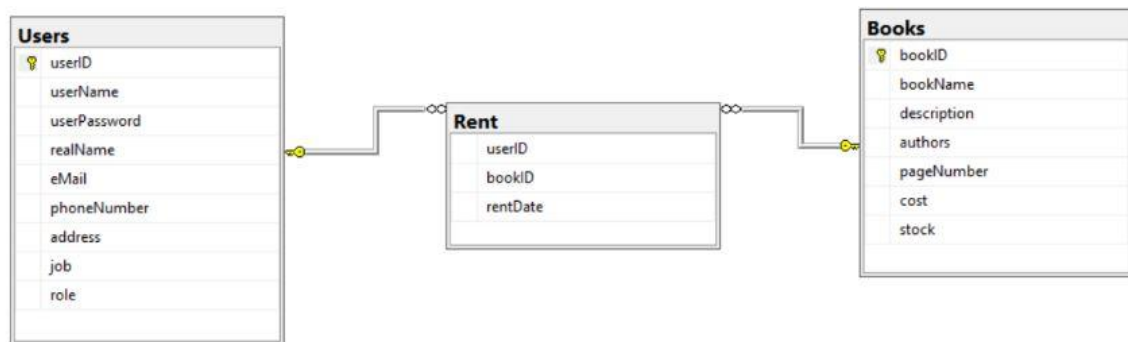 Users
userID
userName
userPassword
realName
eMail
phoneNumber
address
job
role
Rent
userID
bookID
rentDate
Books
bookID
bookName
description
authors
pageNumber
cost
stock